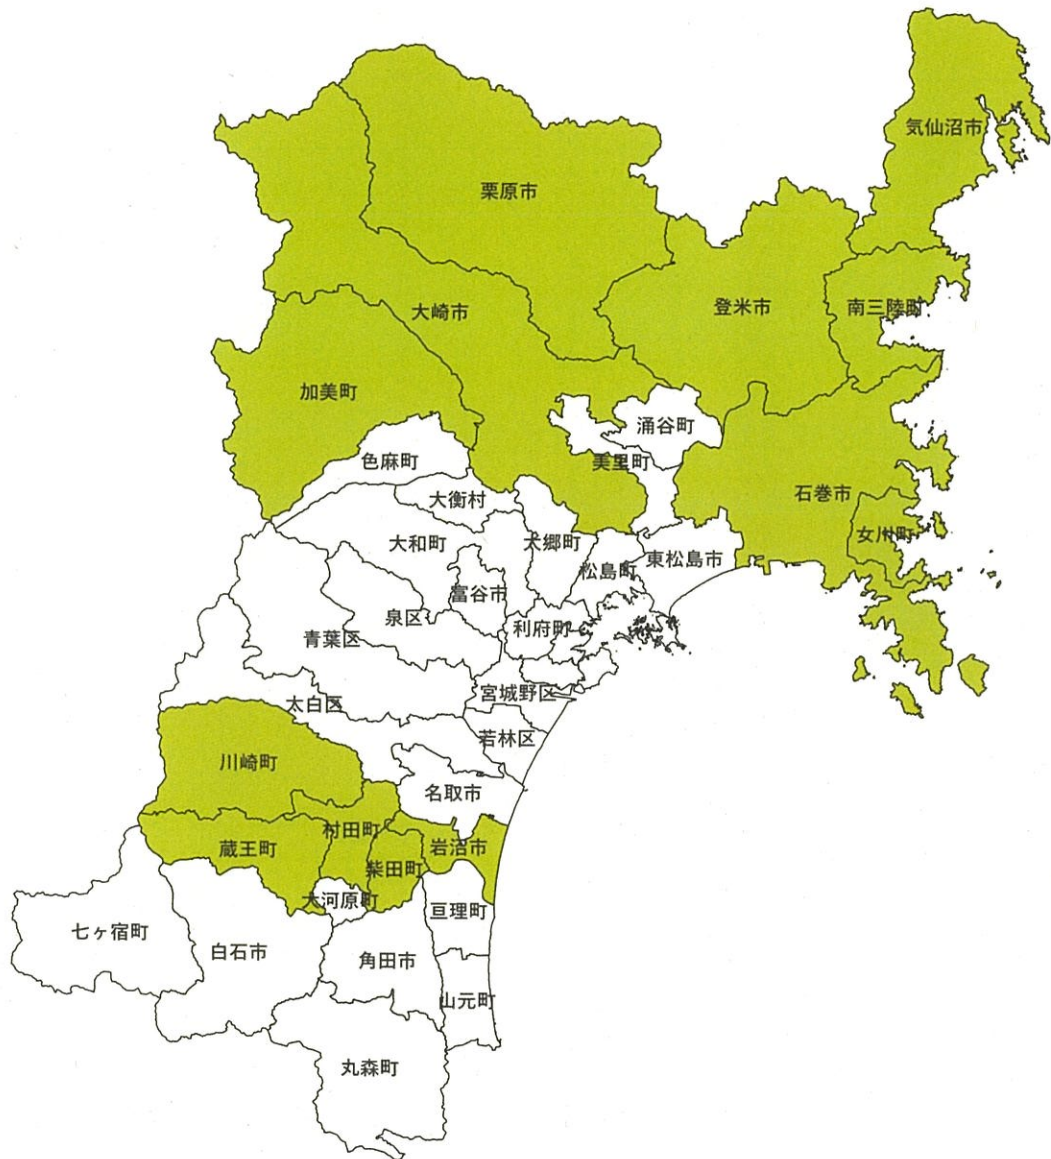 気仙沼市
栗原市
登米市
南三陸町
大崎市
加美町
涌谷町
色麻町
美里町
石巻市
大衡村
女川町
大和町
大郷町
東松島市
松島町
富谷市
泉区
利府町
青葉区
宮城野区
太白区
若林区
川崎町
名取市
村田町
岩沼市
蔵王町
柴田町
大河原町
亘理町
七ヶ宿町
白石市
角田市
山元町
丸森町